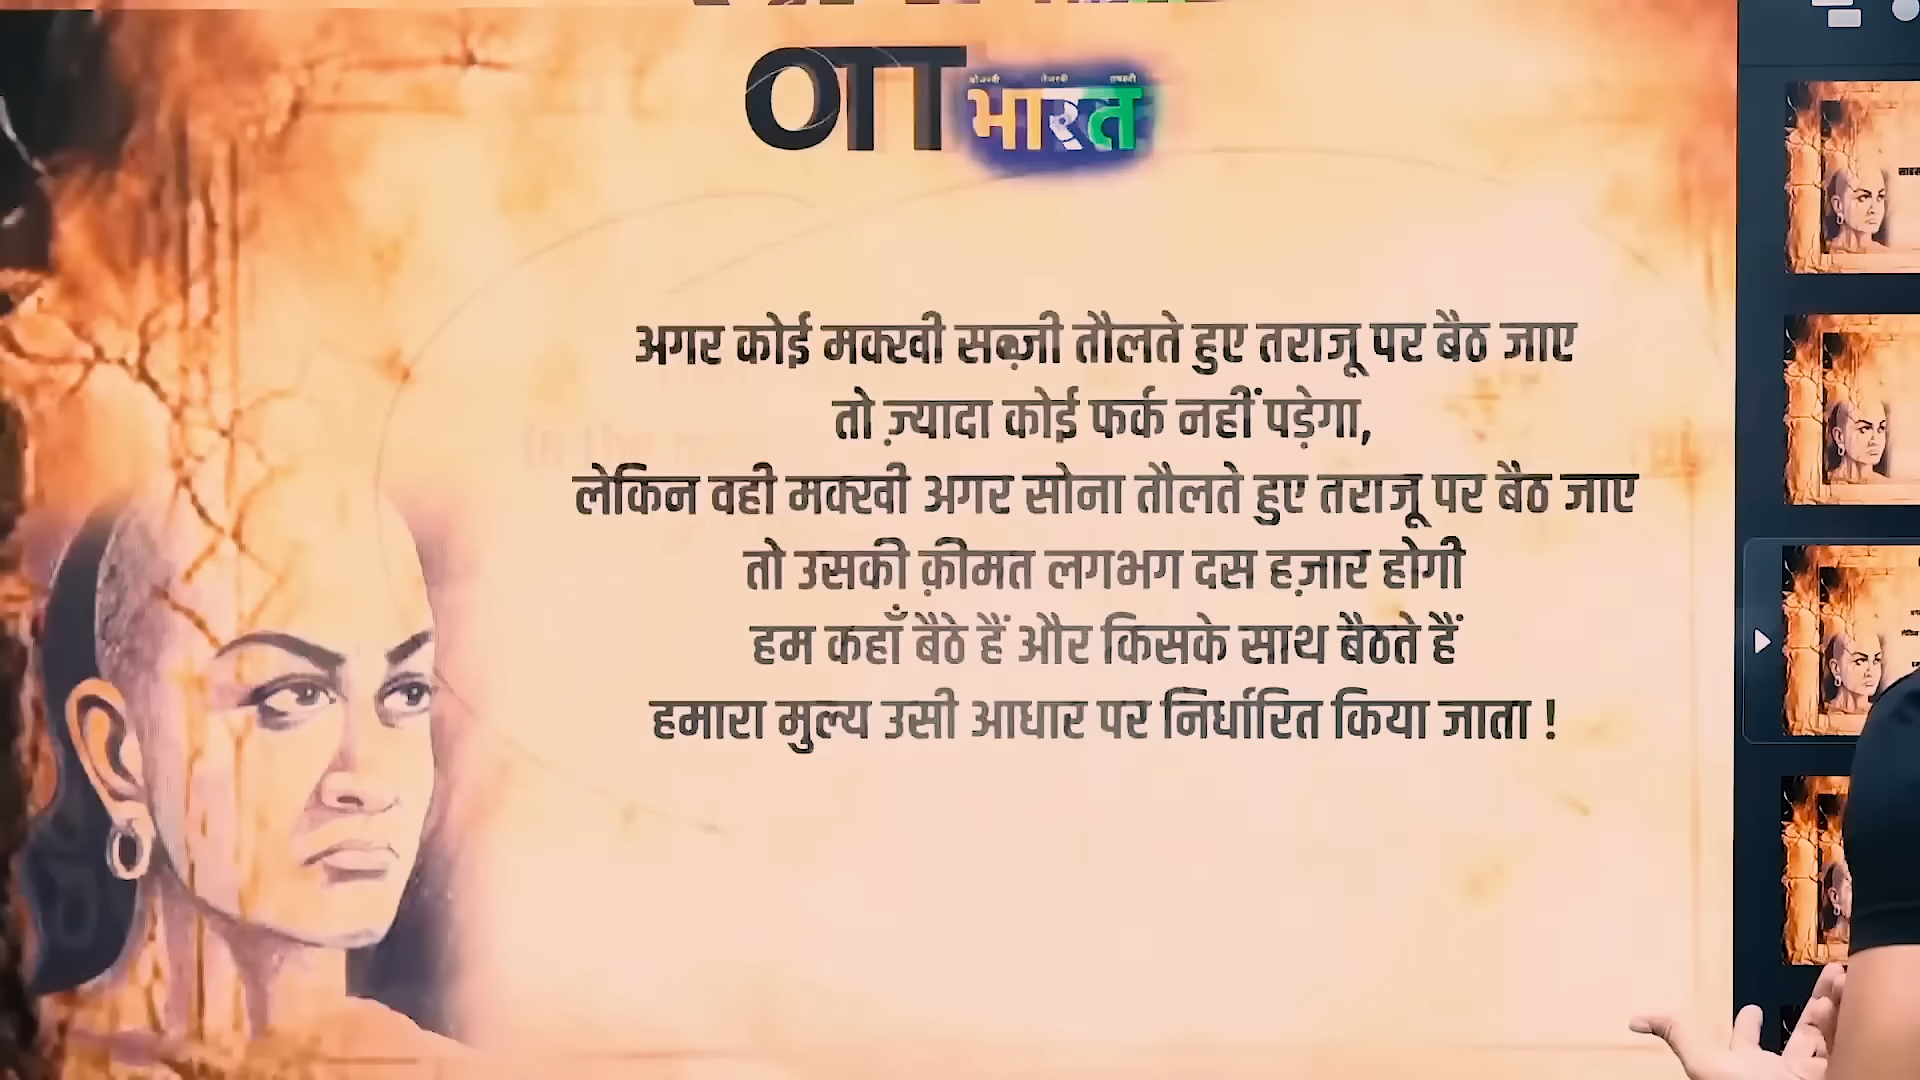 OTT भारत
अगर कोई मक्खी सब्ज़ी तौलते हुए तराजू पर बैठ जाए
तो ज़्यादा कोई फर्क नहीं पड़ेगा,
लेकिन वही मक्खी अगर सोना तौलते हुए तराजू पर बैठ जाए
तो उसकी क़ीमत लगभग दस हज़ार होगी
हम कहाँ बैठे हैं और किसके साथ बैठते हैं
हमारा मुल्य उसी आधार पर निर्धारित किया जाता !